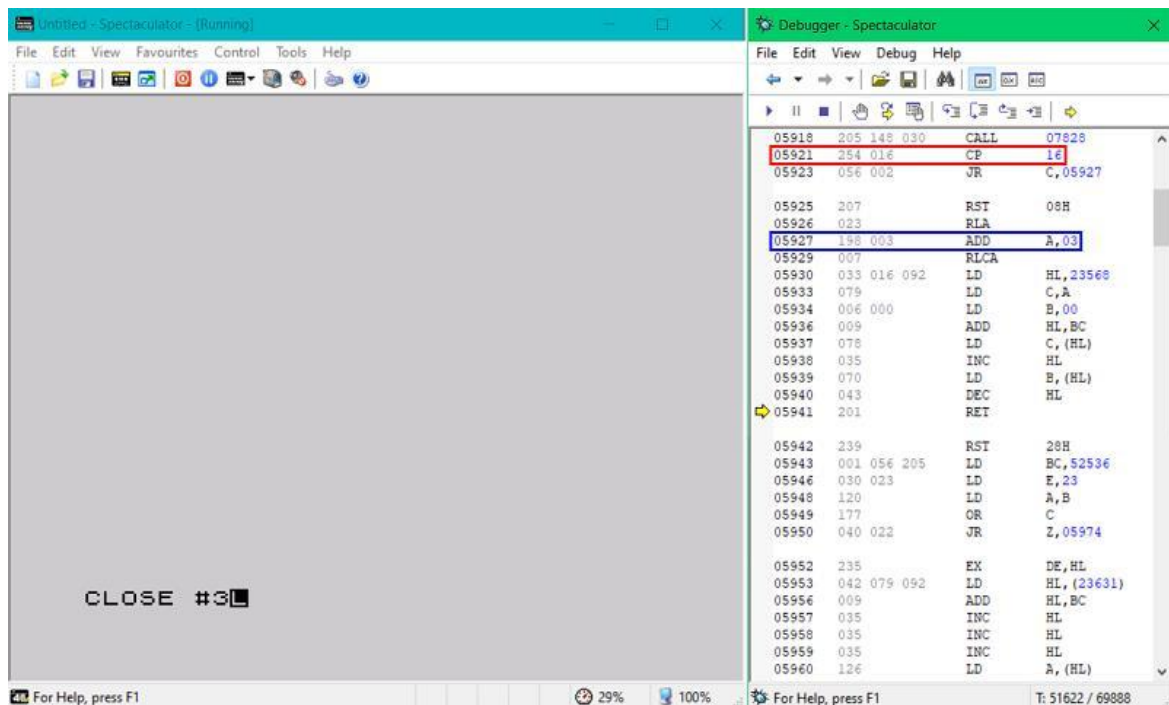 Untitled - Spectaculator - [Running]
File Edit View Favourites Control Tools Help
CLOSE #3L
For Help, press F1
29%
100%
Debugger - Spectaculator
File Edit View Debug Help
05918 205 148 030 CALL 07828
05921 254 016 CP 16
05923 056 002 JR C,05927
05925 207 RST 08H
05926 023 RLA
05927 198 003 ADD A,03
05929 007 RLCA
05930 033 016 092 LD HL,23568
05933 079 LD C,A
05934 006 000 LD B,00
05936 009 ADD HL,BC
05937 078 LD C,(HL)
05938 035 INC HL
05939 070 LD B,(HL)
05940 043 DEC HL
05941 201 RET
05942 239 RST 28H
05943 001 056 205 LD BC,52536
05946 030 023 LD E,23
05948 120 LD A,B
05949 177 OR C
05950 040 022 JR Z,05974
05952 235 EX DE,HL
05953 042 079 092 LD HL,(23631)
05956 009 ADD HL,BC
05957 035 INC HL
05958 035 INC HL
05959 035 INC HL
05960 126 LD A,(HL)
For Help, press F1
T: 51622 / 69888